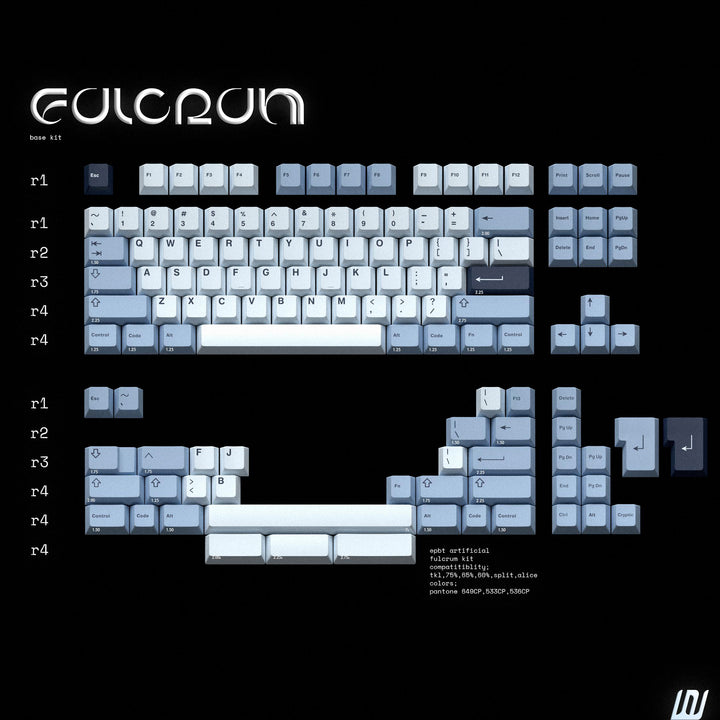 FULCRUM
base kit
r1 Esc F1 F2 F3 F4 F5 F6 F7 F8 F9 F10 F11 F12 Print Scroll Pause
r1 ~ ` ! 1 @ 2 # 3 $ 4 % 5 ^ 6 & 7 * 8 ( 9 ) 0 - + = ← 2.00 Insert Home PgUp
r2 1.50 Q W E R T Y U I O P { [ } ] | \ Delete End PgDn
r3 1.75 A S D F G H J K L : ; " 2.25
r4 2.25 Z X C V B N M < , > . ? / 2.75 ↑
r4 Control 1.25 Code 1.25 Alt 1.25 Alt 1.25 Code 1.25 Fn 1.25 Control 1.25 ← ↓ →
r1 Esc ~ ` | \ F13 Delete
r2 | \ 1.50 ← 1.50 Pg Up
r3 1.75 1.75 F J | \ Pg Dn Pg Up
r4 2.00 1.25 > < B Fn End Pg Dn
r4 Control 1.50 Code Alt 1.50 Alt 1.50 Code Control 1.50 Ctrl Alt Cryptic
r4 2.00 2.25 2.75
epbt artificial
fulcrum kit
compatitiblity;
tkl,75%,65%,60%,split,alice
colors;
pantone 649CP,533CP,536CP